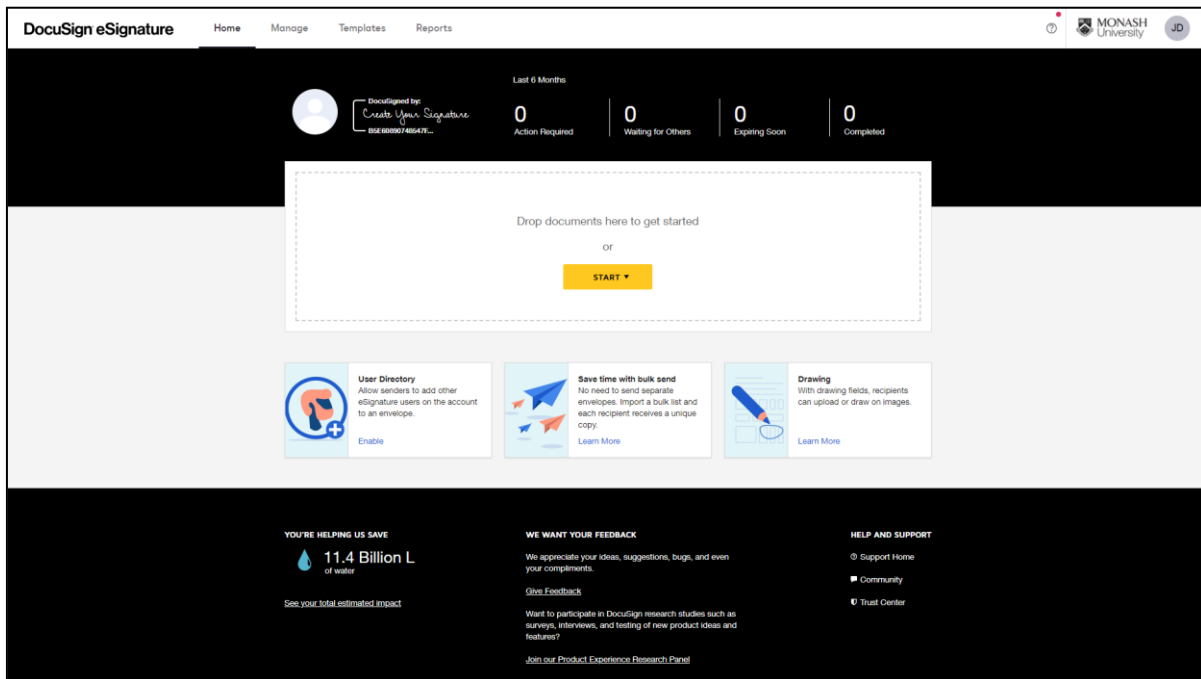 DocuSign eSignature
Home
Manage
Templates
Reports
MONASH
University
JD
Last 6 Months
DocuSigned by:
Create Your Signature
B5E60890748547F...
0
Action Required
0
Waiting for Others
0
Expiring Soon
0
Completed
Drop documents here to get started
or
START
User Directory
Allow senders to add other
eSignature users on the account
to an envelope.
Enable
Save time with bulk send
No need to send separate
envelopes. Import a bulk list and
each recipient receives a unique
copy.
Learn More
Drawing
With drawing fields, recipients
can upload or draw on images.
Learn More
YOU'RE HELPING US SAVE
11.4 Billion L
of water
See your total estimated impact
WE WANT YOUR FEEDBACK
We appreciate your ideas, suggestions, bugs, and even
your compliments.
Give Feedback
Want to participate in DocuSign research studies such as
surveys, interviews, and testing of new product ideas and
features?
Join our Product Experience Research Panel
HELP AND SUPPORT
Support Home
Community
Trust Center